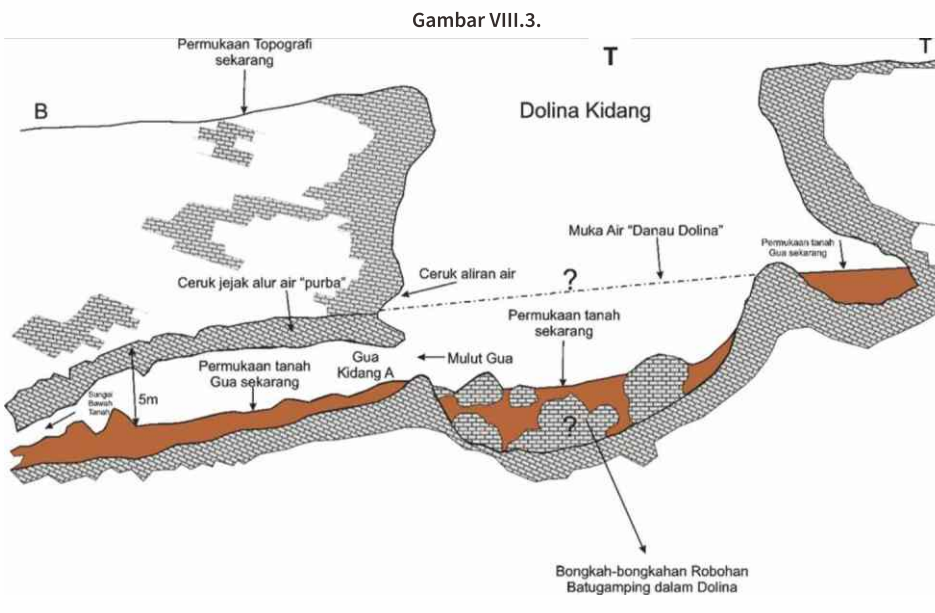 Gambar VIII.3.
Permukaan Topografi
sekarang
T
T
B
Dolina Kidang
Muka Air "Danau Dolina"
Permukaan tanah
Gua sekarang
?
Ceruk aliran air
Ceruk jejak alur air "purba"
Permukaan tanah
sekarang
Gua
Kidang A
Mulut Gua
Permukaan tanah
Gua sekarang
5m
Sungai
Bawah
Tanah
?
Bongkah-bongkahan Robohan
Batugamping dalam Dolina